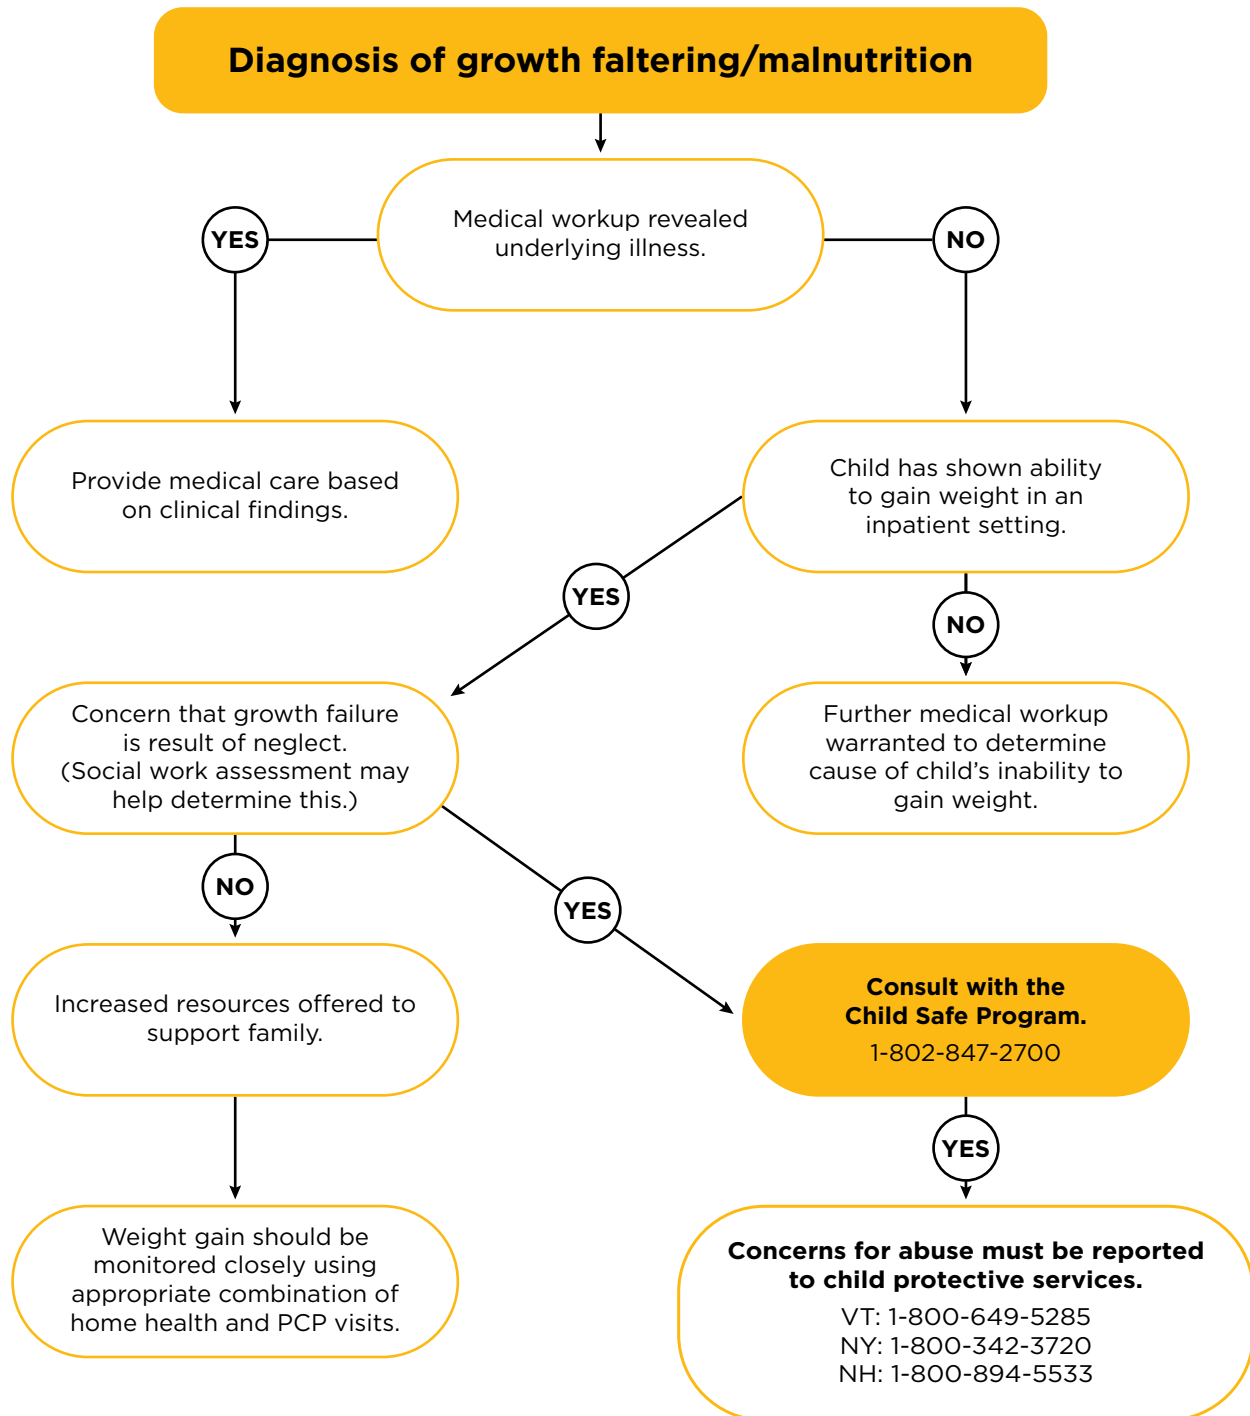 Diagnosis of growth faltering/malnutrition
Medical workup revealed
underlying illness.
YES
NO
Provide medical care based
on clinical findings.
Child has shown ability
to gain weight in an
inpatient setting.
YES
NO
Concern that growth failure
is result of neglect.
(Social work assessment may
help determine this.)
Further medical workup
warranted to determine
cause of child’s inability to
gain weight.
NO
YES
Increased resources offered to
support family.
Consult with the
Child Safe Program.
1-802-847-2700
YES
Weight gain should be
monitored closely using
appropriate combination of
home health and PCP visits.
Concerns for abuse must be reported
to child protective services.
VT: 1-800-649-5285
NY: 1-800-342-3720
NH: 1-800-894-5533